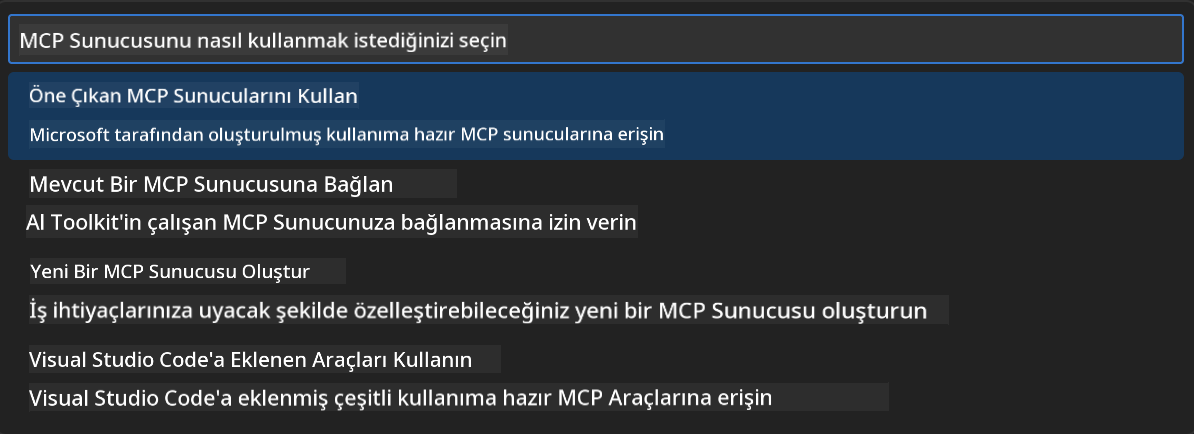 MCP Sunucusunu nasıl kullanmak istediğinizi seçin
Öne Çıkan MCP Sunucularını Kullan
Microsoft tarafından oluşturulmuş kullanıma hazır MCP sunucularına erişin
Mevcut Bir MCP Sunucusuna Bağlan
AI Toolkit'in çalışan MCP Sunucunuza bağlanmasına izin verin
Yeni Bir MCP Sunucusu Oluştur
İş ihtiyaçlarınıza uyacak şekilde özelleştirebileceğiniz yeni bir MCP Sunucusu oluşturun
Visual Studio Code'a Eklenen Araçları Kullanın
Visual Studio Code'a eklenmiş çeşitli kullanıma hazır MCP Araçlarına erişin